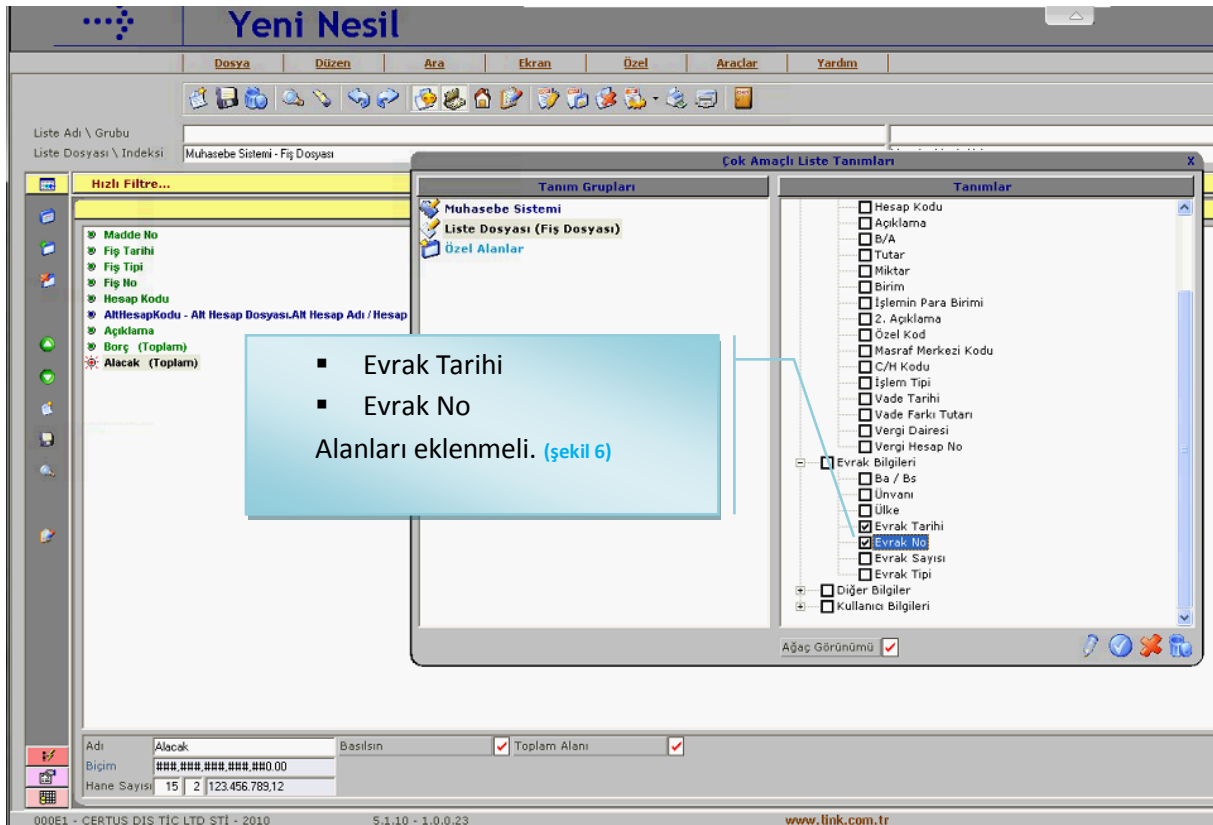 Yeni Nesil
Dosya Düzen Ara Ekran Özel Araçlar Yardım
Liste Adı \ Grubu
Liste Dosyası \ Indeksi Muhasebe Sistemi - Fiş Dosyası
Hızlı Filtre...
Madde No
Fiş Tarihi
Fiş Tipi
Fiş No
Hesap Kodu
AltHesapKodu - Alt Hesap Dosyası.Alt Hesap Adı / Hesap
Açıklama
Borç (Toplam)
Alacak (Toplam)
Çok Amaçlı Liste Tanımları X
Tanım Grupları
Muhasebe Sistemi
Liste Dosyası (Fiş Dosyası)
Özel Alanlar
Tanımlar
Hesap Kodu
Açıklama
B/A
Tutar
Miktar
Birim
İşlemin Para Birimi
2. Açıklama
Özel Kod
Masraf Merkezi Kodu
C/H Kodu
İşlem Tipi
Vade Tarihi
Vade Farkı Tutarı
Vergi Dairesi
Vergi Hesap No
Evrak Bilgileri
Ba / Bs
Ünvanı
Ülke
Evrak Tarihi
Evrak No
Evrak Sayısı
Evrak Tipi
Diğer Bilgiler
Kullanıcı Bilgileri
Ağaç Görünümü
▪ Evrak Tarihi
▪ Evrak No
Alanları eklenmeli. (şekil 6)
Adı Alacak Basılsın Toplam Alanı
Biçim ###,###,###,###,##0.00
Hane Sayısı 15 2 123.456.789,12
000E1 - CERTUS DIS TİC LTD STİ - 2010 5.1.10 - 1.0.0.23 www.link.com.tr